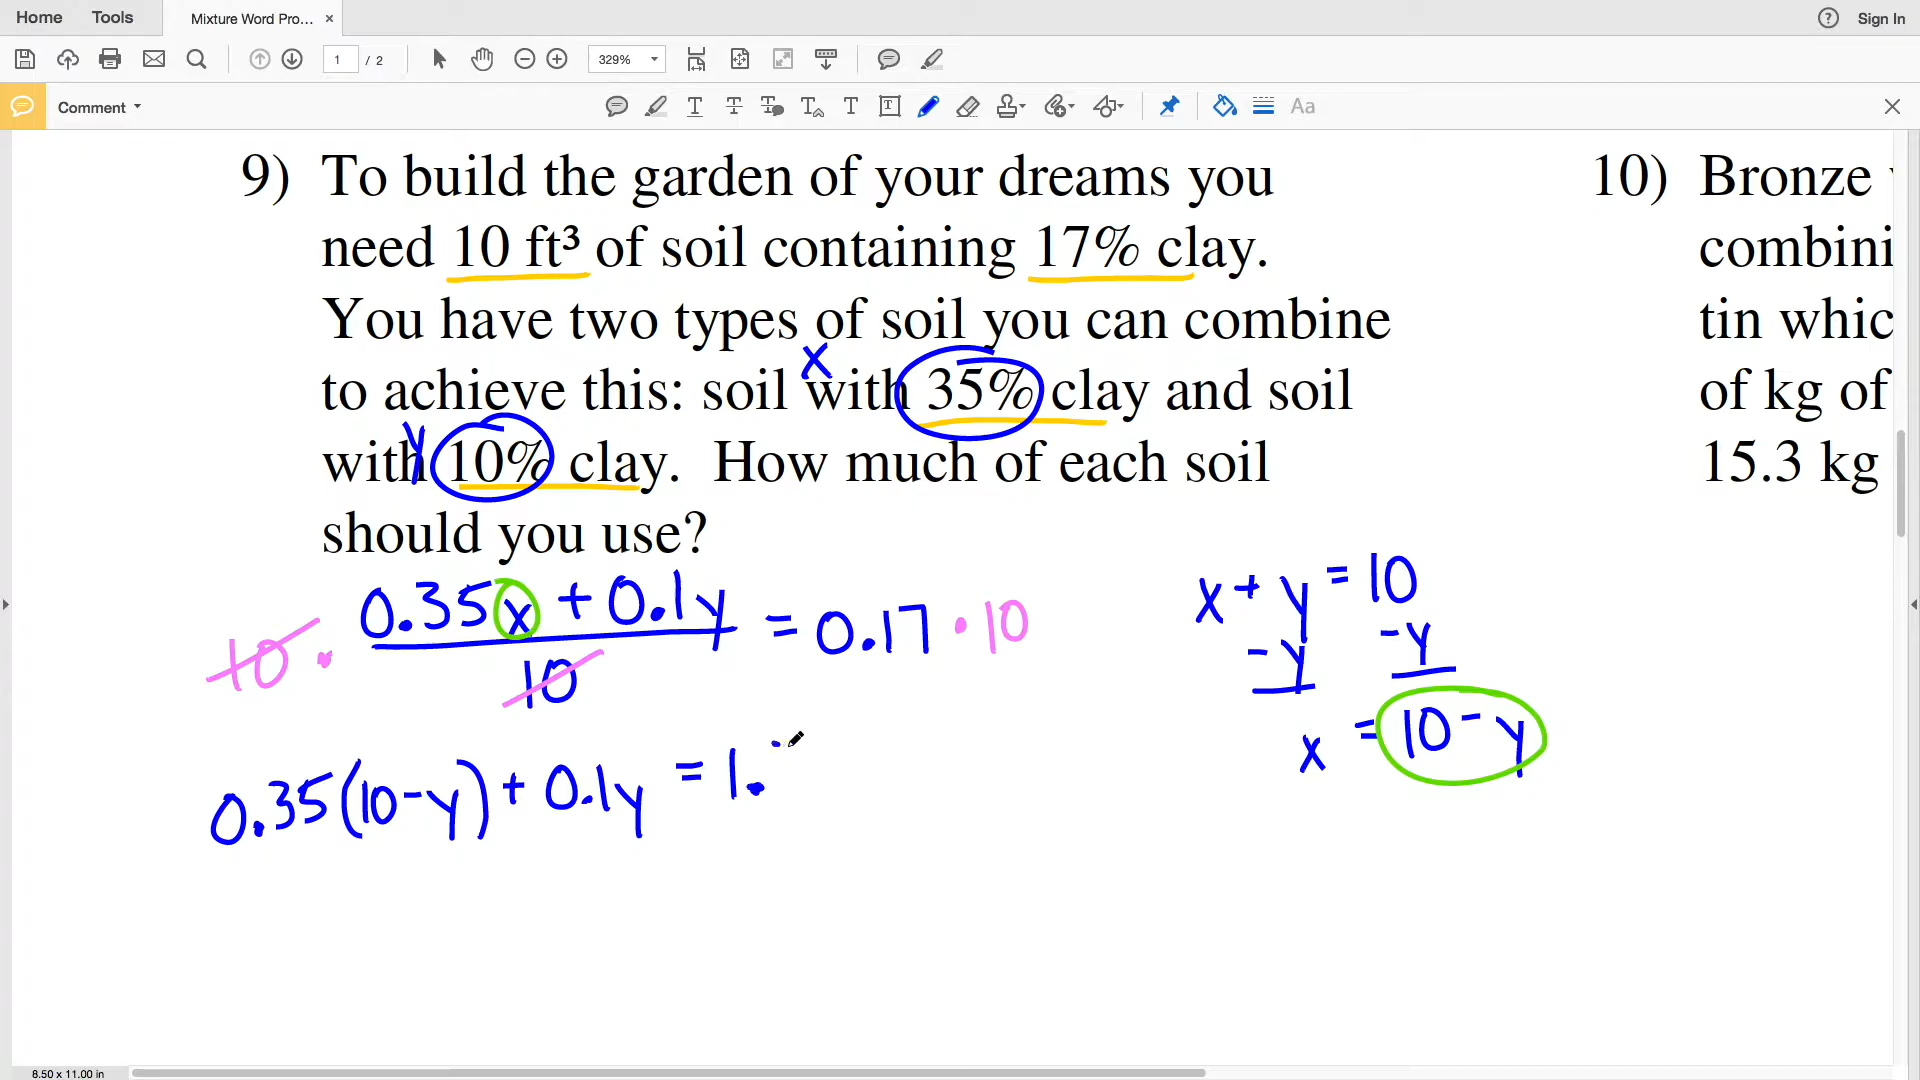 Home Tools Mixture Word Pro... × ? Sign In
1 / 2 329%
Comment Aa
9) To build the garden of your dreams you
need 10 ft³ of soil containing 17% clay.
You have two types of soil you can combine
to achieve this: soil with 35% clay and soil
with 10% clay. How much of each soil
should you use?
x
y
10 · 0.35x + 0.1y / 10 = 0.17 · 10
0.35(10-y) + 0.1y = 1.
x + y = 10
-y -y
x = 10 - y
10) Bronze
combini
tin whic
of kg of
15.3 kg
8.50 x 11.00 in